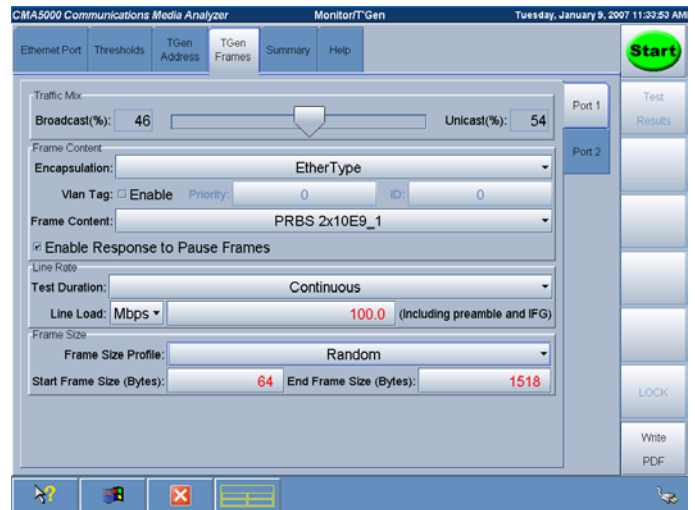 CMA5000 Communications Media Analyzer Monitor/T'Gen Tuesday, January 9, 2007 11:33:53 AM
Ethernet Port Thresholds TGen Address TGen Frames Summary Help Start
Traffic Mix
Broadcast(%): 46 Unicast(%): 54
Port 1
Test Results
Frame Content
Port 2
Encapsulation: EtherType
Vlan Tag: Enable Priority: 0 ID: 0
Frame Content: PRBS 2x10E9_1
Enable Response to Pause Frames
Line Rate
Test Duration: Continuous
Line Load: Mbps 100.0 (Including preamble and IFG)
Frame Size
Frame Size Profile: Random
Start Frame Size (Bytes): 64 End Frame Size (Bytes): 1518
LOCK
Write PDF